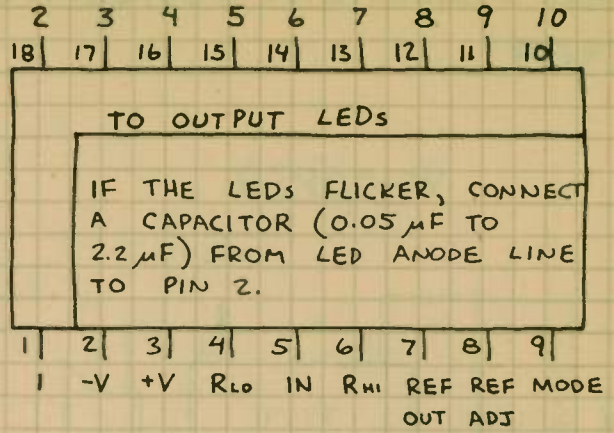 2 3 4 5 6 7 8 9 10
18 17 16 15 14 13 12 11 10
TO OUTPUT LEDs
IF THE LEDs FLICKER, CONNECT
A CAPACITOR (0.05 µF TO
2.2 µF) FROM LED ANODE LINE
TO PIN 2.
1 2 3 4 5 6 7 8 9
1 -V +V RLO IN RHI REF REF MODE
OUT ADJ